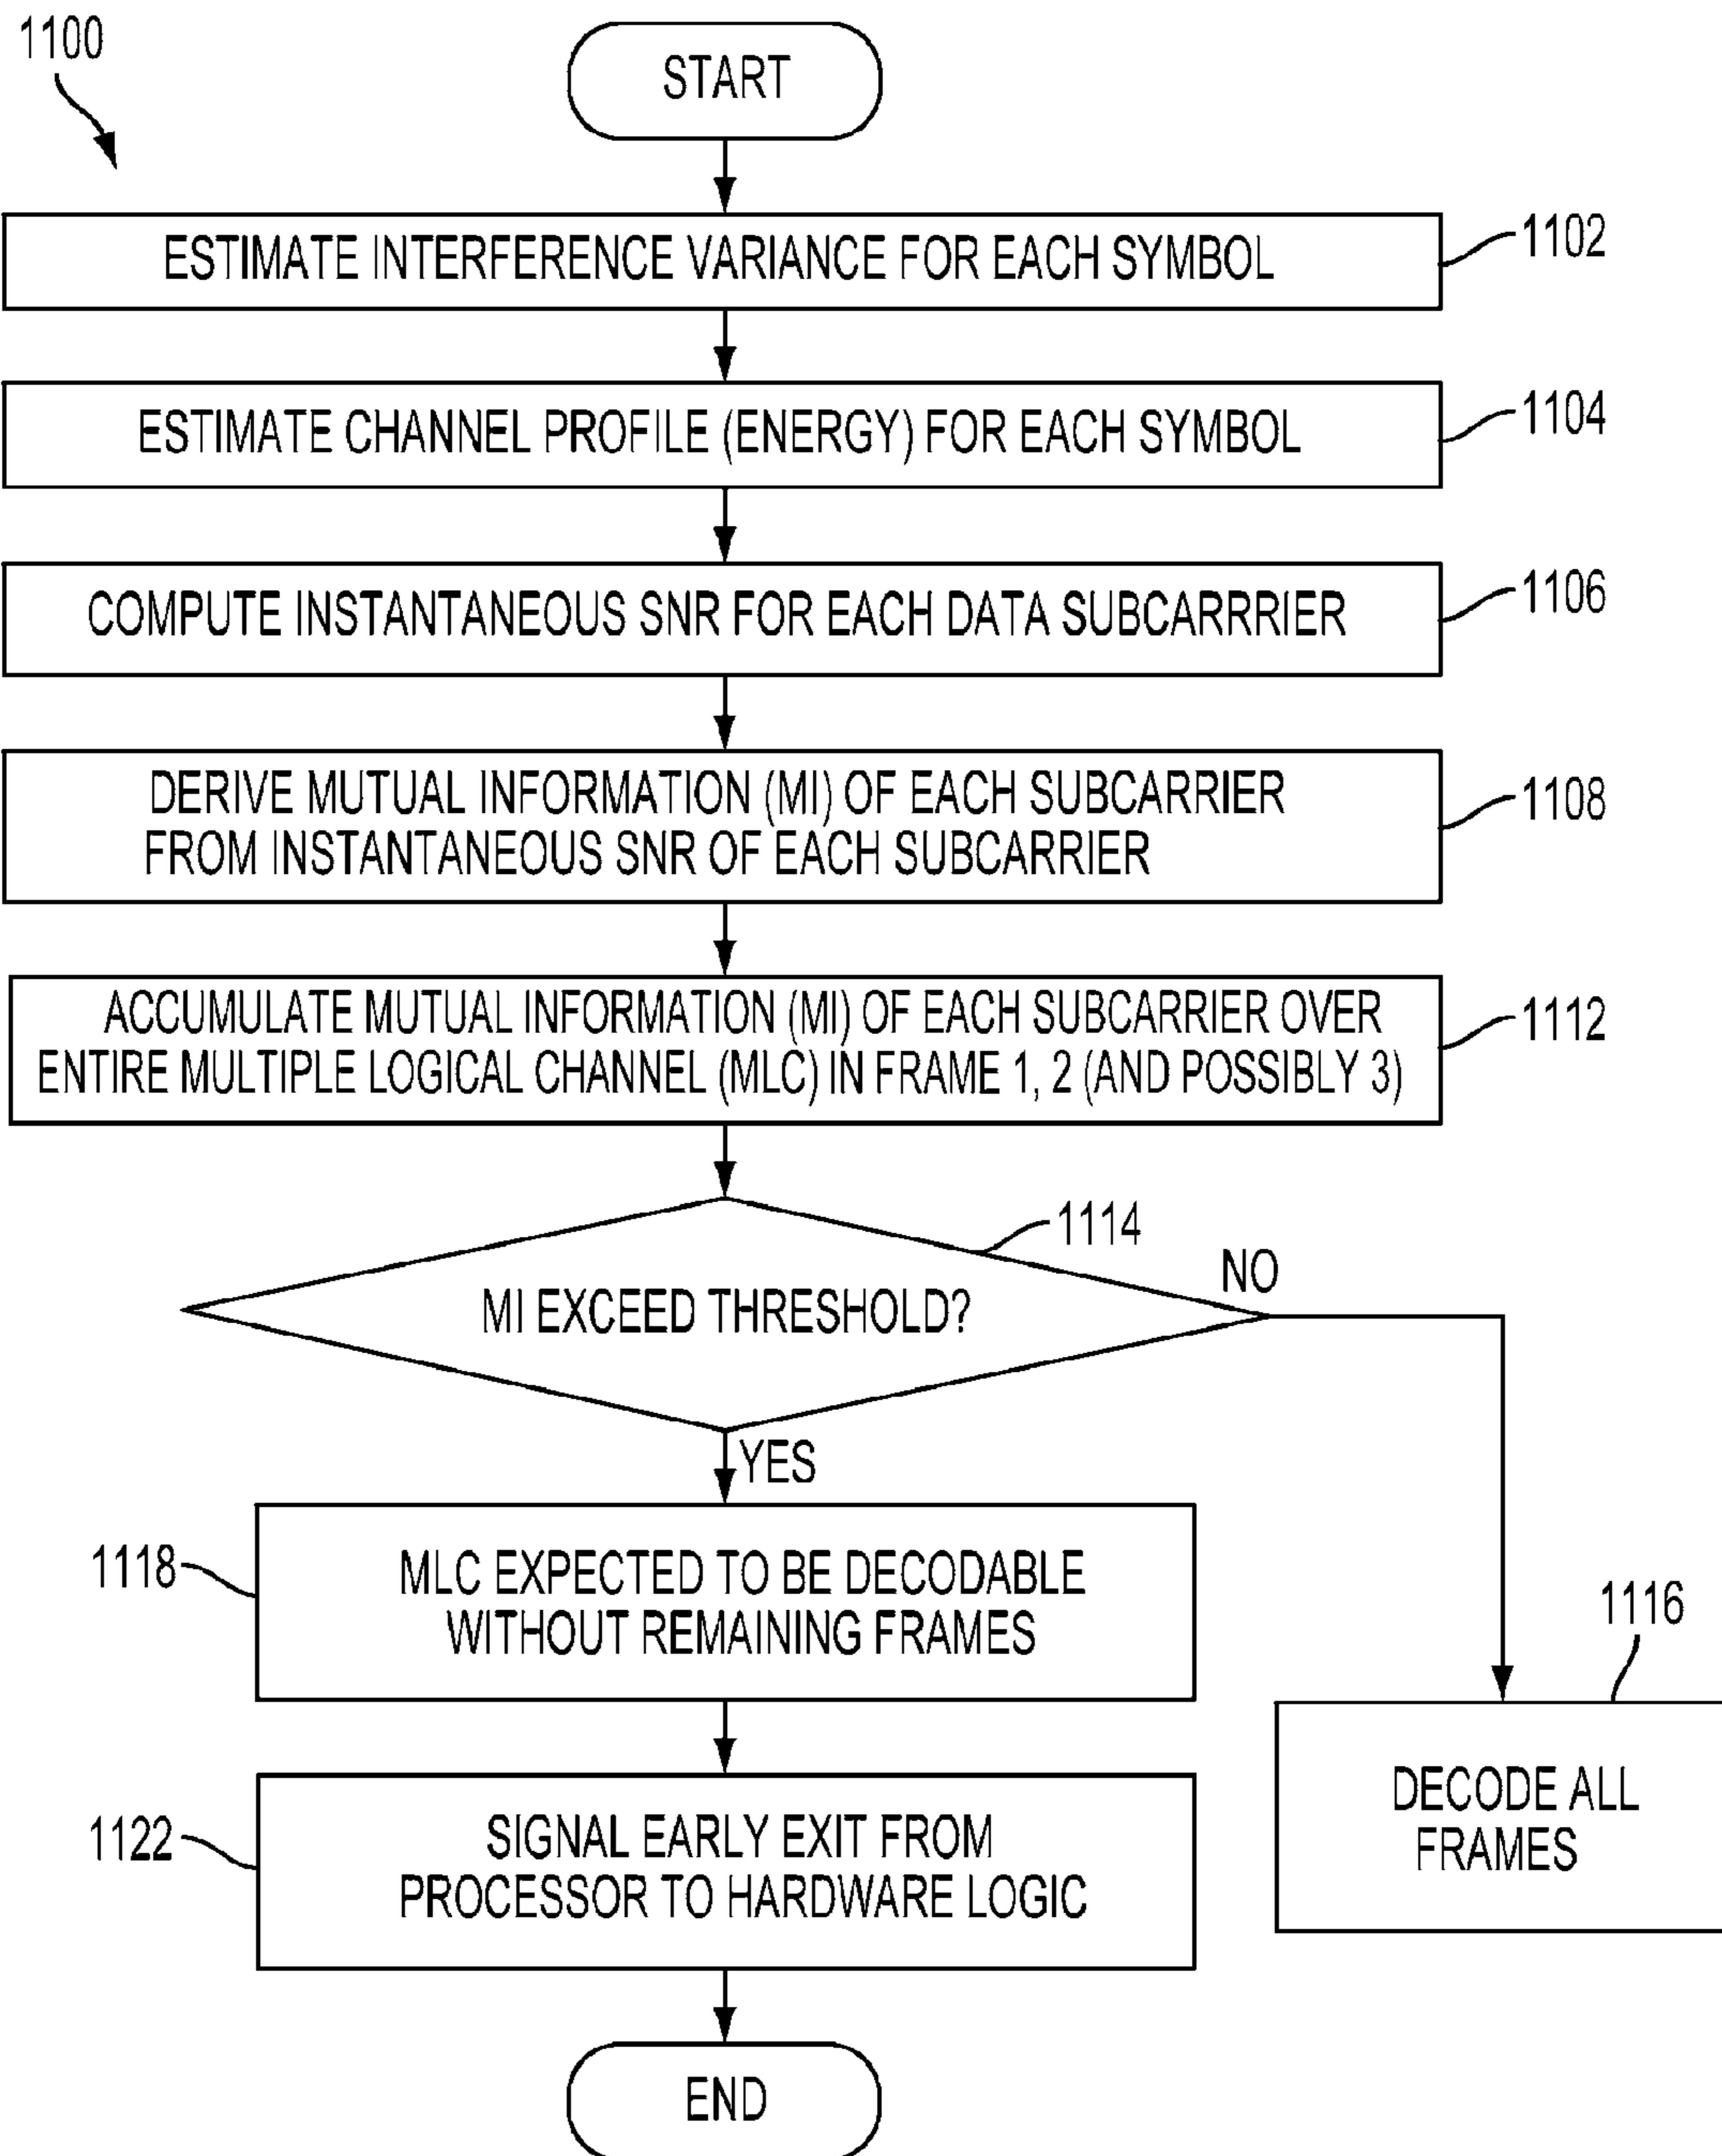 1100
START
ESTIMATE INTERFERENCE VARIANCE FOR EACH SYMBOL
1102
ESTIMATE CHANNEL PROFILE (ENERGY) FOR EACH SYMBOL
1104
COMPUTE INSTANTANEOUS SNR FOR EACH DATA SUBCARRRIER
1106
DERIVE MUTUAL INFORMATION (MI) OF EACH SUBCARRIER
FROM INSTANTANEOUS SNR OF EACH SUBCARRIER
1108
ACCUMULATE MUTUAL INFORMATION (MI) OF EACH SUBCARRIER OVER
ENTIRE MULTIPLE LOGICAL CHANNEL (MLC) IN FRAME 1, 2 (AND POSSIBLY 3)
1112
1114
MI EXCEED THRESHOLD?
NO
YES
1118
MLC EXPECTED TO BE DECODABLE
WITHOUT REMAINING FRAMES
1116
DECODE ALL
FRAMES
1122
SIGNAL EARLY EXIT FROM
PROCESSOR TO HARDWARE LOGIC
END